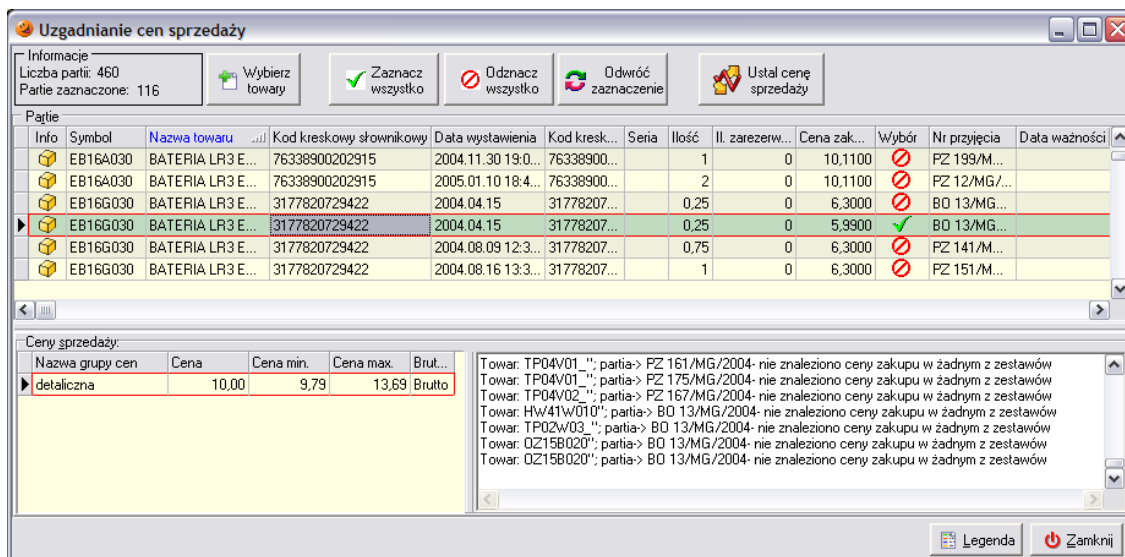 Uzgadnianie cen sprzedaży
Informacje
Liczba partii: 460
Partie zaznaczone: 116
Wybierz towary
Zaznacz wszystko
Odznacz wszystko
Odwróć zaznaczenie
Ustal cenę sprzedaży
Partie
Info Symbol Nazwa towaru Kod kreskowy słownikowy Data wystawienia Kod kresk... Seria Ilość Il. zarezerw... Cena zak... Wybór Nr przyjęcia Data ważności
EB16A030 BATERIA LR3 E... 76338900202915 2004.11.30 19:0... 76338900... 1 0 10,1100 PZ 199/M...
EB16A030 BATERIA LR3 E... 76338900202915 2005.01.10 18:4... 76338900... 2 0 10,1100 PZ 12/MG/...
EB16G030 BATERIA LR3 E... 3177820729422 2004.04.15 31778207... 0,25 0 6,3000 BO 13/MG...
EB16G030 BATERIA LR3 E... 3177820729422 2004.04.15 31778207... 0,25 0 5,9900 BO 13/MG...
EB16G030 BATERIA LR3 E... 3177820729422 2004.08.09 12:3... 31778207... 0,75 0 6,3000 PZ 141/M...
EB16G030 BATERIA LR3 E... 3177820729422 2004.08.16 13:3... 31778207... 1 0 6,3000 PZ 151/M...
Ceny sprzedaży:
Nazwa grupy cen Cena Cena min. Cena max. Brut...
detaliczna 10,00 9,79 13,69 Brutto
Towar: TP04V01_"; partia-> PZ 161/MG/2004- nie znaleziono ceny zakupu w żadnym z zestawów
Towar: TP04V01_"; partia-> PZ 175/MG/2004- nie znaleziono ceny zakupu w żadnym z zestawów
Towar: TP04V02_"; partia-> PZ 167/MG/2004- nie znaleziono ceny zakupu w żadnym z zestawów
Towar: HW41W010"; partia-> BO 13/MG/2004- nie znaleziono ceny zakupu w żadnym z zestawów
Towar: TP02W03_"; partia-> BO 13/MG/2004- nie znaleziono ceny zakupu w żadnym z zestawów
Towar: OZ15B020"; partia-> BO 13/MG/2004- nie znaleziono ceny zakupu w żadnym z zestawów
Towar: OZ15B020"; partia-> BO 13/MG/2004- nie znaleziono ceny zakupu w żadnym z zestawów
Legenda
Zamknij